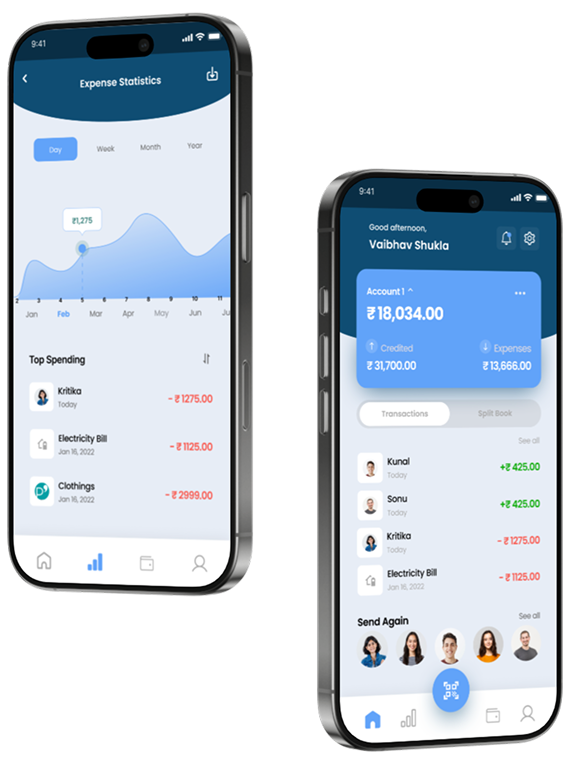 9:41
Expense Statistics
Day Week Month Year
₹1,275
2 3 4 5 6 7 8 9 10 11
Jan Feb Mar Apr May Jun Ju
Top Spending
Kritika
Today
- ₹ 1275.00
Electricity Bill
Jan 16, 2022
- ₹ 1125.00
Clothings
Jan 16, 2022
- ₹ 2999.00
9:41
Good afternoon,
Vaibhav Shukla
Account 1
₹ 18,034.00
Credited Expenses
₹ 31,700.00 ₹ 13,666.00
Transactions Split Book
See all
Kunal
Today
+₹ 425.00
Sonu
Today
+₹ 425.00
Kritika
Today
- ₹ 1275.00
Electricity Bill
Jan 16, 2022
- ₹ 1125.00
Send Again See all